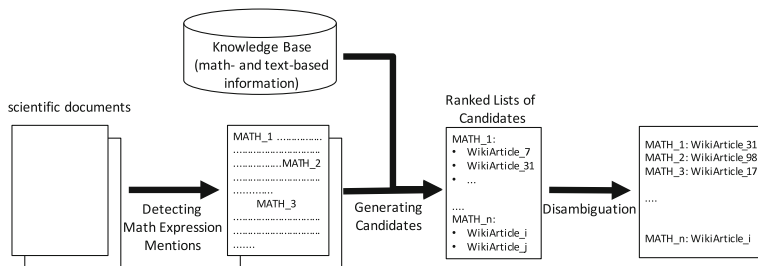 Knowledge Base
(math- and text-based
information)
scientific documents
MATH_1 ................
..............................
................MATH_2
..............................
..............
MATH_3
..............................
..............................
.......
Detecting
Math Expression
Mentions
Generating
Candidates
Ranked Lists of
Candidates
MATH_1:
• WikiArticle_7
• WikiArticle_31
• ...
....
MATH_n:
• WikiArticle_i
• WikiArticle_j
Disambiguation
MATH_1: WikiArticle_31
MATH_2: WikiArticle_98
MATH_3: WikiArticle_17
....
MATH_n: WikiArticle_i